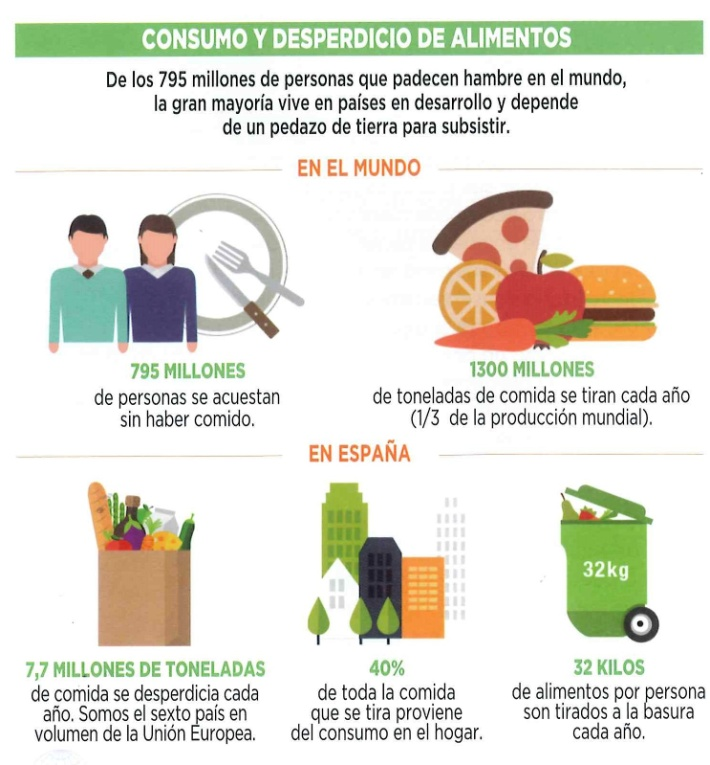 CONSUMO Y DESPERDICIO DE ALIMENTOS
De los 795 millones de personas que padecen hambre en el mundo,
la gran mayoría vive en países en desarrollo y depende
de un pedazo de tierra para subsistir.
EN EL MUNDO
795 MILLONES
de personas se acuestan
sin haber comido.
1300 MILLONES
de toneladas de comida se tiran cada año
(1/3 de la producción mundial).
EN ESPAÑA
7,7 MILLONES DE TONELADAS
de comida se desperdicia cada
año. Somos el sexto país en
volumen de la Unión Europea.
40%
de toda la comida
que se tira proviene
del consumo en el hogar.
32kg
32 KILOS
de alimentos por persona
son tirados a la basura
cada año.